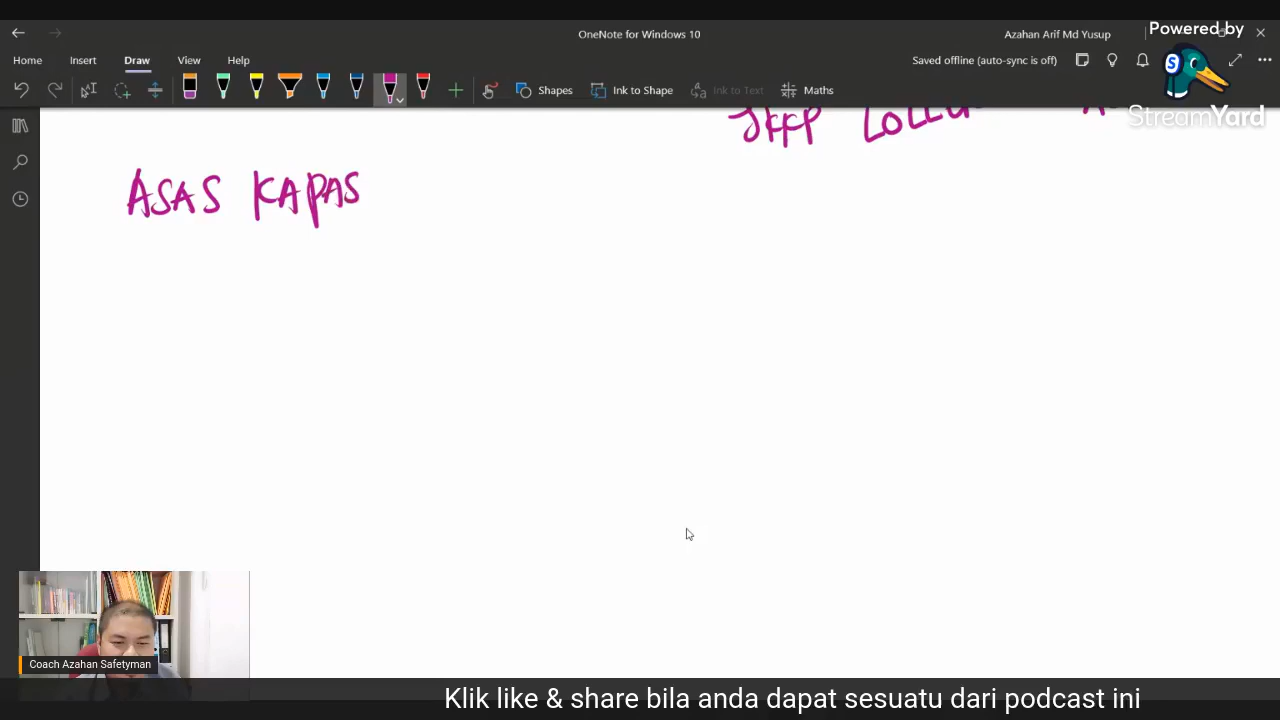 Powered by
OneNote for Windows 10
Azahan Arif Md Yusup
Home
Insert
Draw
View
Help
Saved offline (auto-sync is off)
StreamYard
Shapes
Ink to Shape
Ink to Text
Maths
ASAS KAPAS
Coach Azahan Safetyman
Klik like & share bila anda dapat sesuatu dari podcast ini